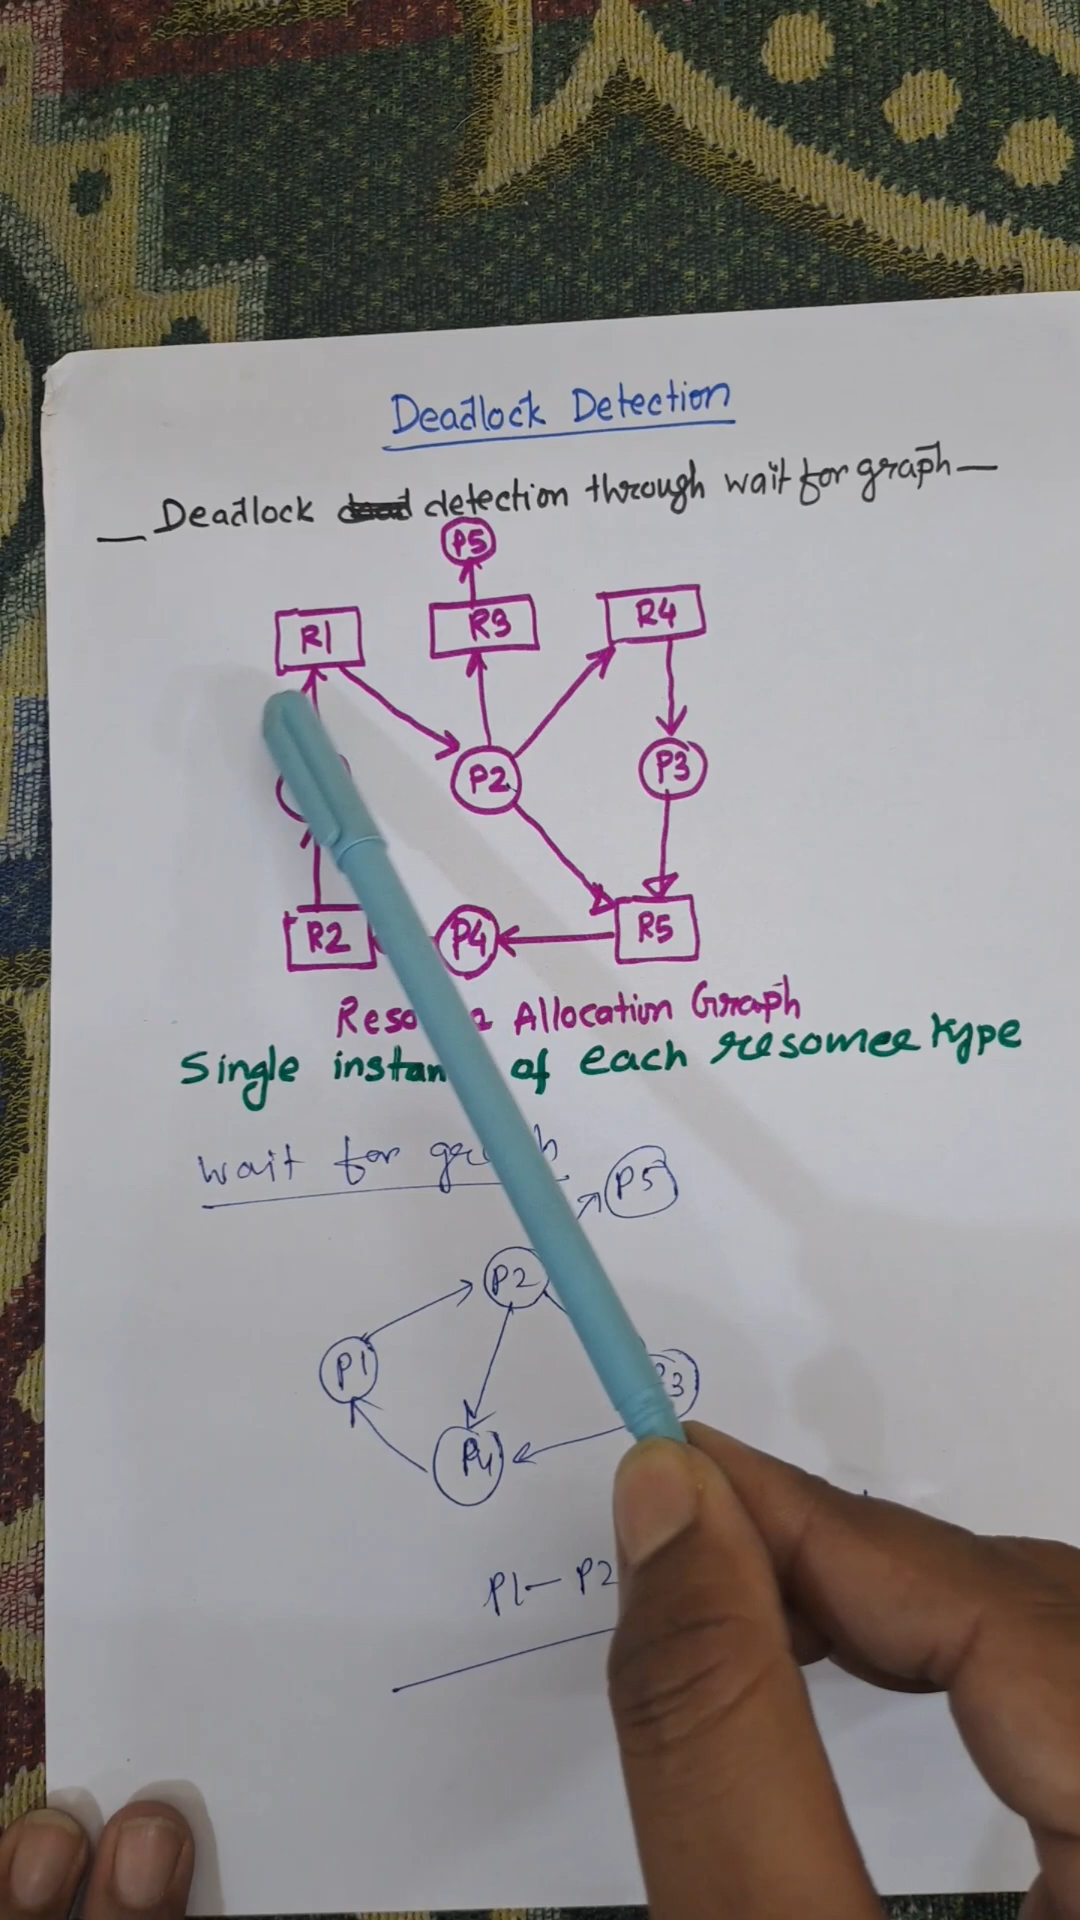 Deadlock Detection
Deadlock detection through wait for graph
P5
R1 R3 R4
P2 P3
R2 P4 R5
Allocation Graph
Single of each resource type
wait for
P5
P2
P1
P4
P1 — P2